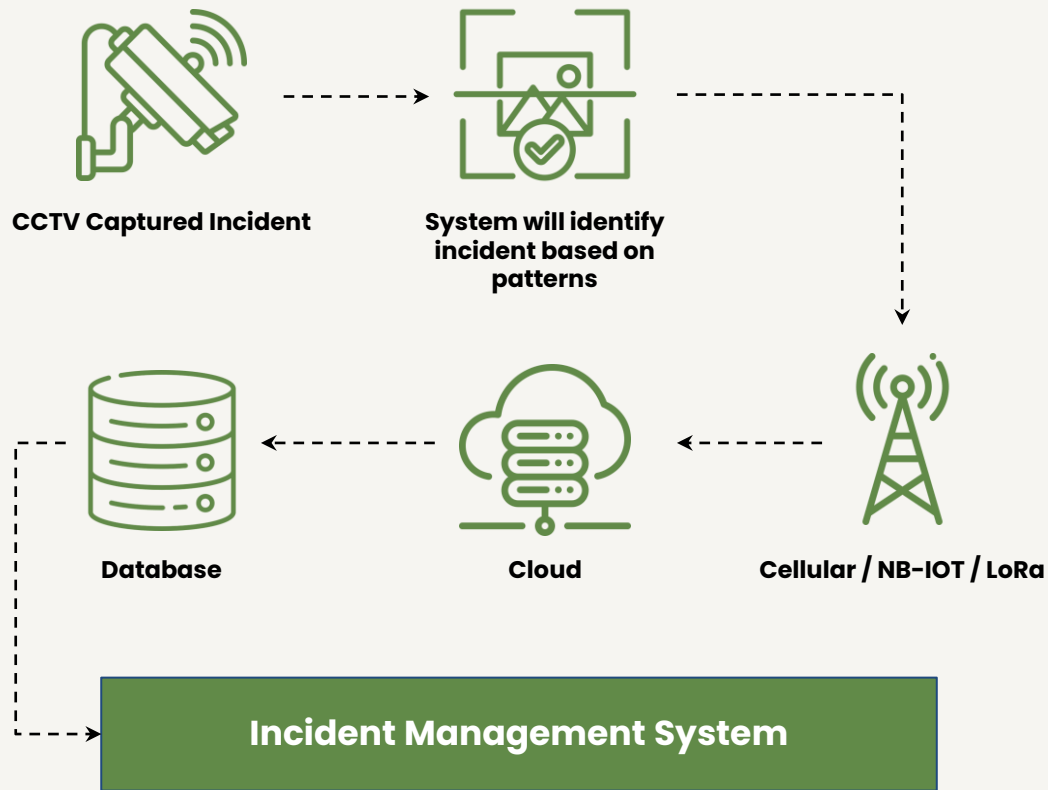 CCTV Captured Incident
System will identify
incident based on
patterns
Database
Cloud
Cellular / NB-IOT / LoRa
Incident Management System